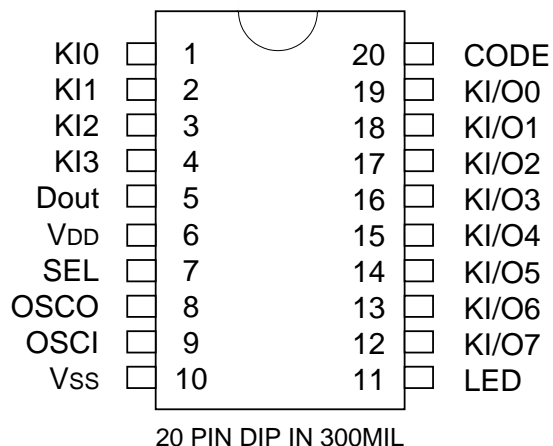 KI0 1 20 CODE
KI1 2 19 KI/O0
KI2 3 18 KI/O1
KI3 4 17 KI/O2
Dout 5 16 KI/O3
VDD 6 15 KI/O4
SEL 7 14 KI/O5
OSCO 8 13 KI/O6
OSCI 9 12 KI/O7
VSS 10 11 LED
20 PIN DIP IN 300MIL